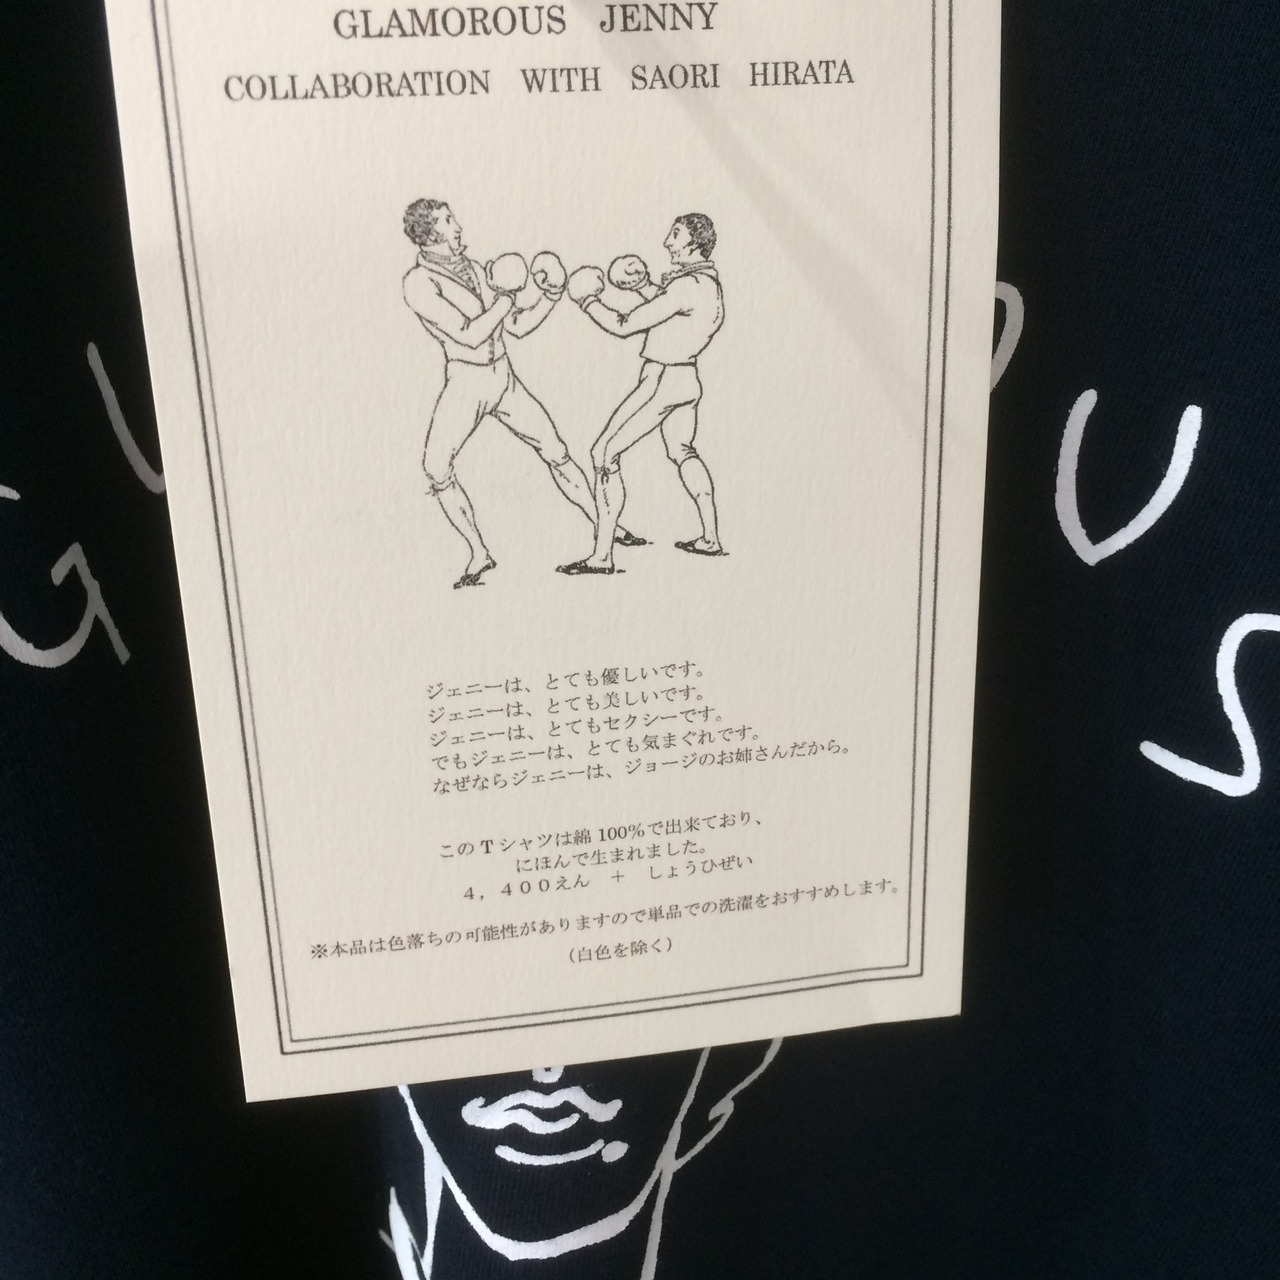 GLAMOROUS JENNY
COLLABORATION WITH SAORI HIRATA
ジェニーは、とても優しいです。
ジェニーは、とても美しいです。
ジェニーは、とてもセクシーです。
でもジェニーは、とても気まぐれです。
なぜならジェニーは、ジョージのお姉さんだから。
このTシャツは綿100%で出来ており、
にほんで生まれました。
4,400えん + しょうひぜい
※本品は色落ちの可能性がありますので単品での洗濯をおすすめします。
(白色を除く)
G L
O U S